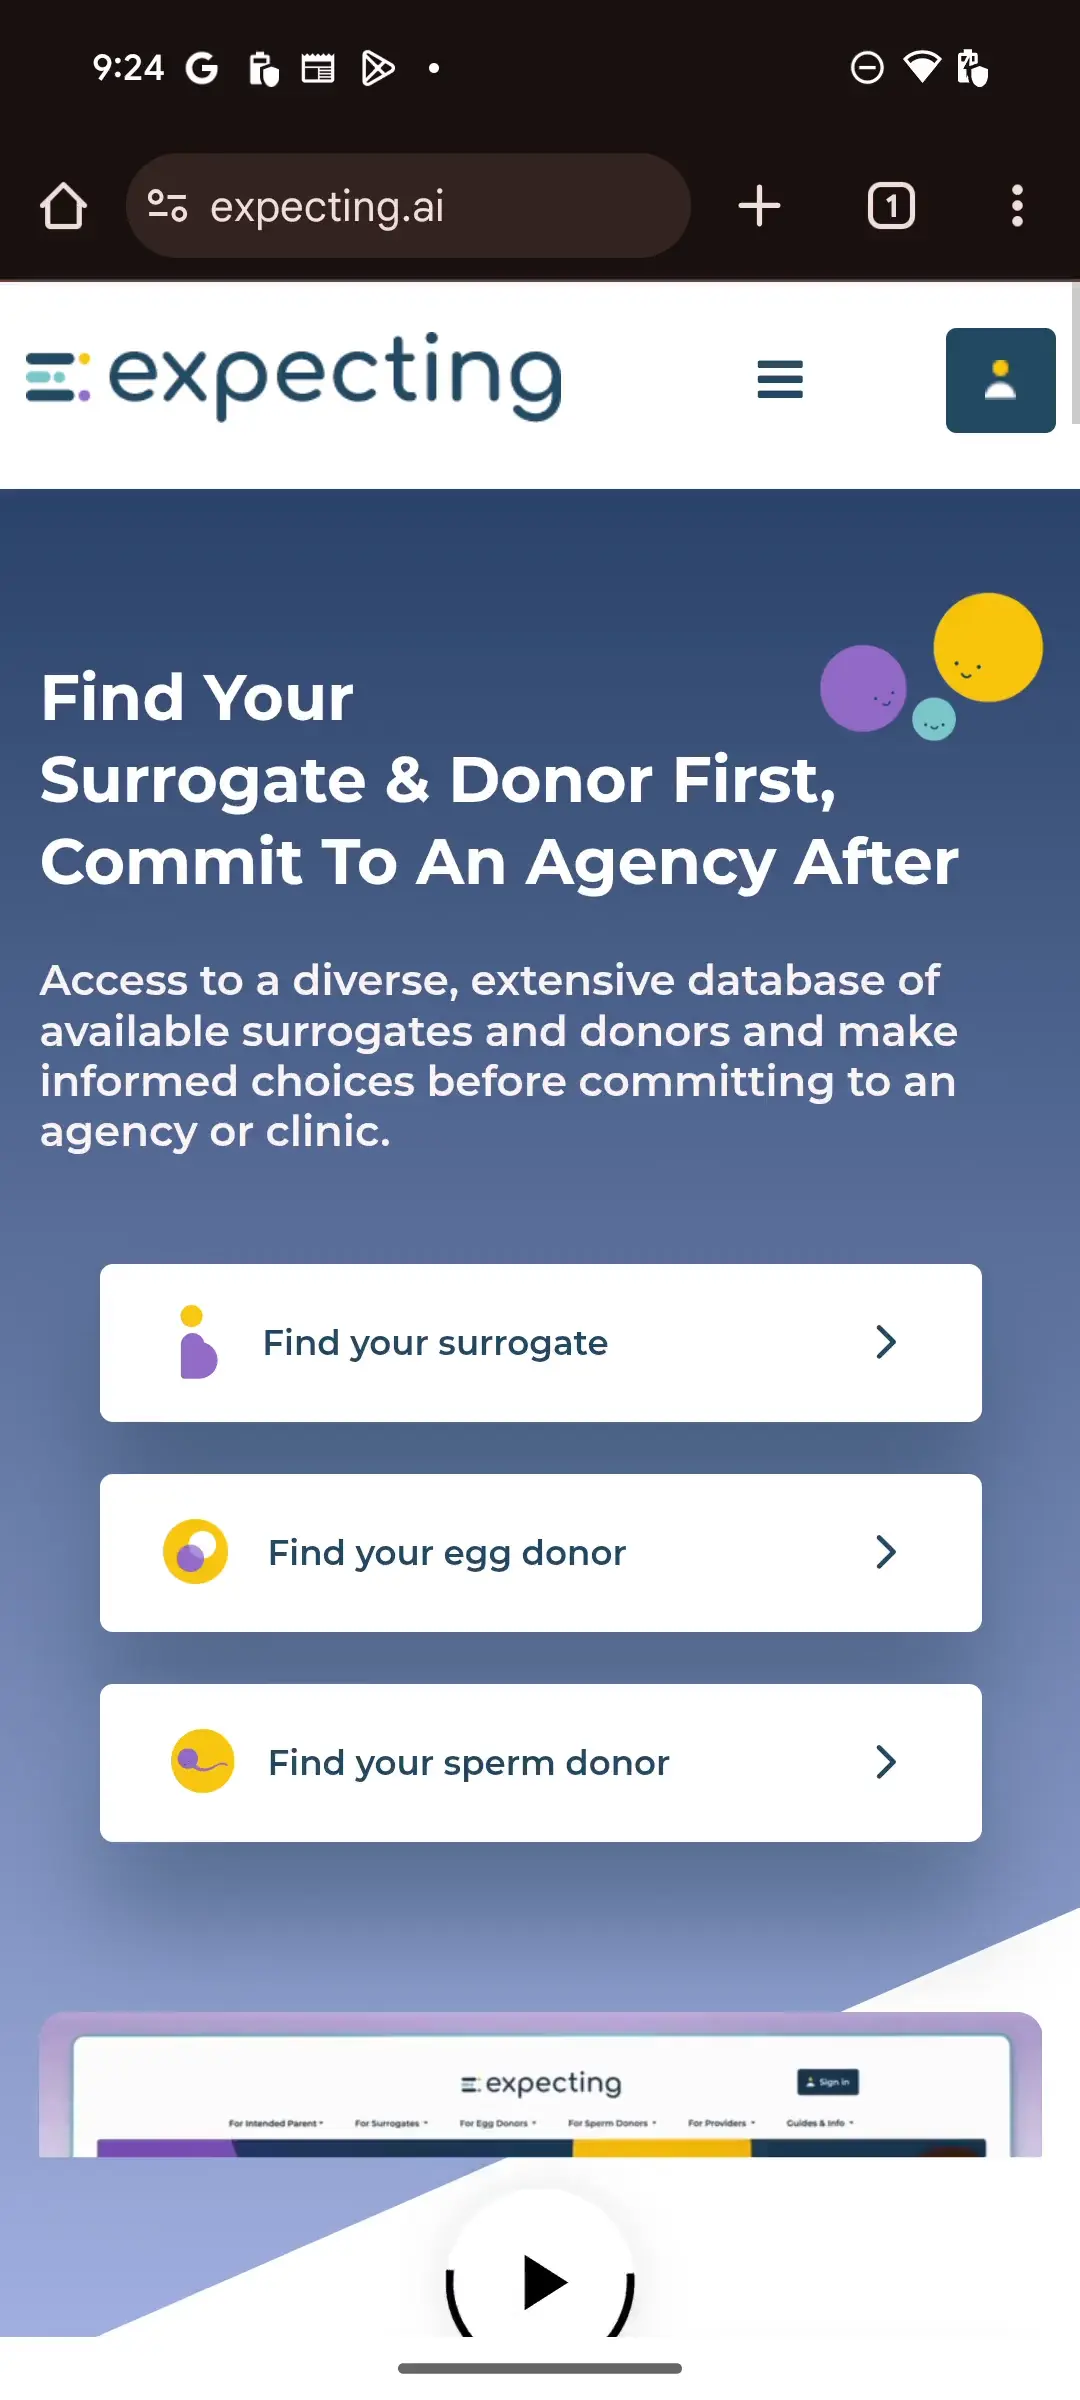 9:24
expecting.ai
1
expecting
Find Your
Surrogate & Donor First,
Commit To An Agency After
Access to a diverse, extensive database of
available surrogates and donors and make
informed choices before committing to an
agency or clinic.
Find your surrogate
Find your egg donor
Find your sperm donor
expecting
Sign in
For Intended Parent
For Surrogates
For Egg Donors
For Sperm Donors
For Providers
Guides & Info